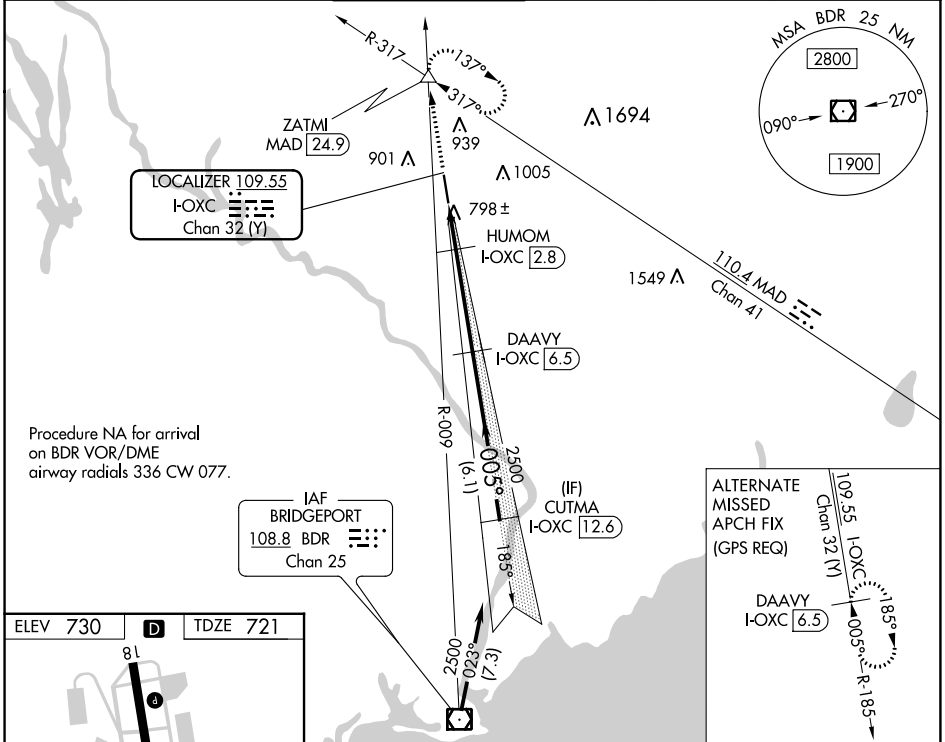 R-317
137°
317°
ZATMI
MAD 24.9
939
901
1694
1005
MSA BDR 25 NM
2800
090°
270°
1900
LOCALIZER 109.55
I-OXC
Chan 32 (Y)
798 ±
HUMOM
I-OXC 2.8
1549
110.4 MAD
Chan 41
DAAVY
I-OXC 6.5
R-009
Procedure NA for arrival
on BDR VOR/DME
airway radials 336 CW 077.
005°
(6.1)
2500
(IF)
CUTMA
I-OXC 12.6
185°
IAF
BRIDGEPORT
108.8 BDR
Chan 25
2500
023°
(7.3)
ALTERNATE
MISSED
APCH FIX
(GPS REQ)
109.55 I-OXC
Chan 32 (Y)
DAAVY
I-OXC 6.5
185°
005°
R-185
ELEV 730
D
TDZE 721
18
P